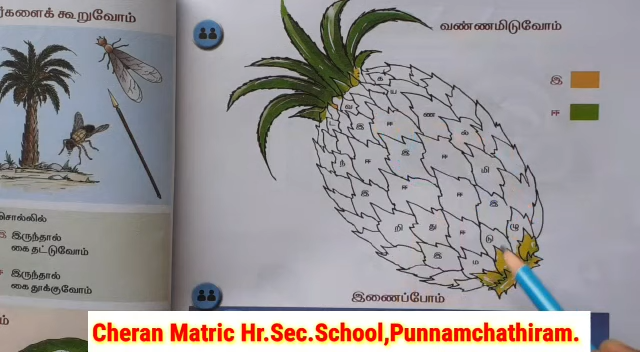 ர்களைக் கூறுவோம்
சொல்லில்
இ இருந்தால்
கை தட்டுவோம்
ஈ இருந்தால்
கை தூக்குவோம்
ம்
வண்ணமிடுவோம்
இ
ஈ
க
ப
வ
இ ஈ ண ல்
ந் ஈ இ ஈ மி
இ ஈ ஈ இ
றி து ஈ டு ழு
இ ம
இணைப்போம்
Cheran Matric Hr.Sec.School,Punnamchathiram.